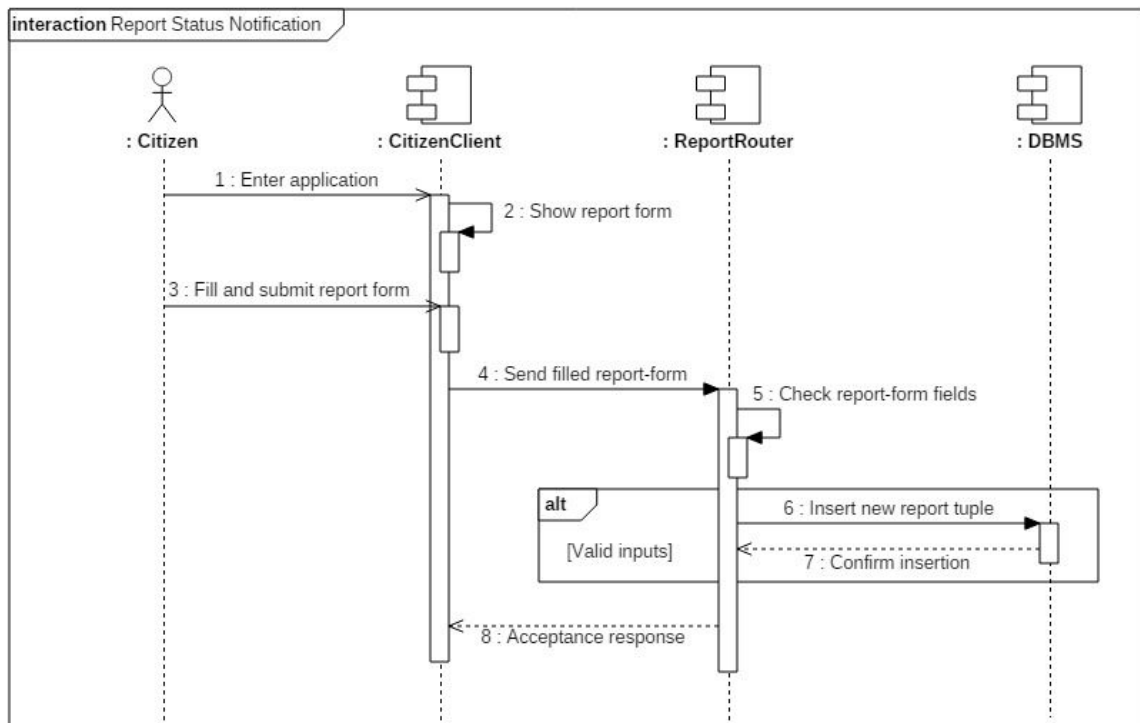 interaction Report Status Notification
: Citizen
: CitizenClient
: ReportRouter
: DBMS
1 : Enter application
2 : Show report form
3 : Fill and submit report form
4 : Send filled report-form
5 : Check report-form fields
alt
6 : Insert new report tuple
[Valid inputs]
7 : Confirm insertion
8 : Acceptance response